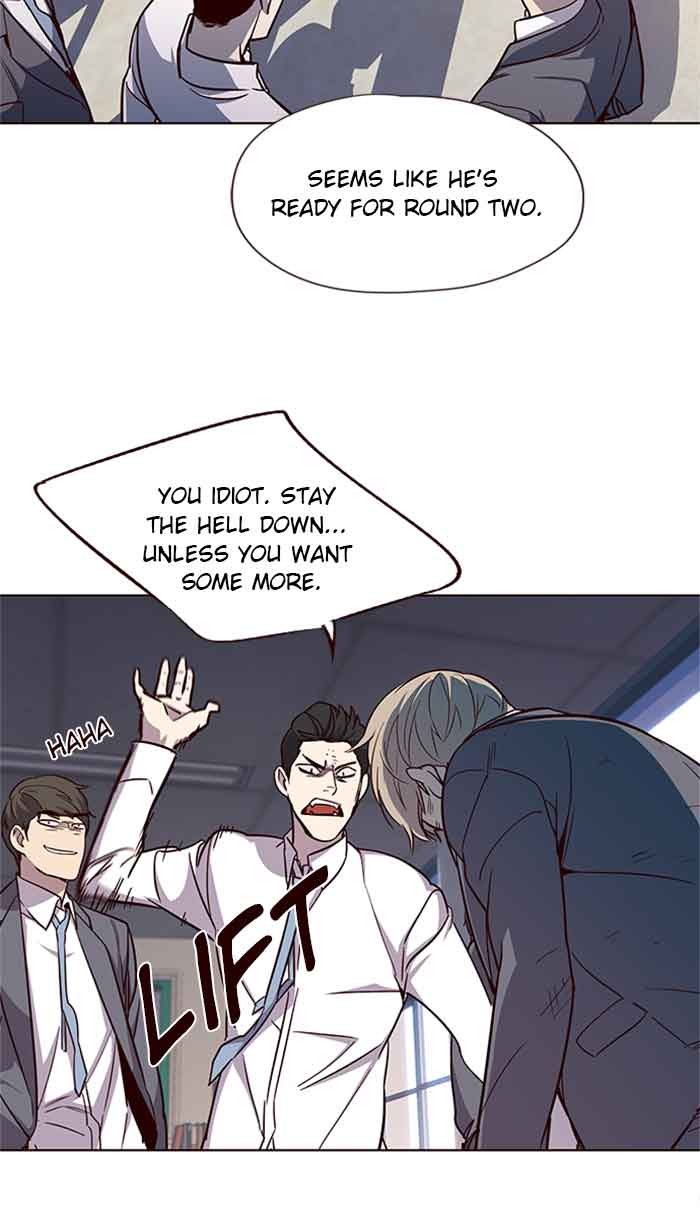 SEEMS LIKE HE'S
READY FOR ROUND TWO.
YOU IDIOT. STAY
THE HELL DOWN...
UNLESS YOU WANT
SOME MORE.
HAHA
LIFT